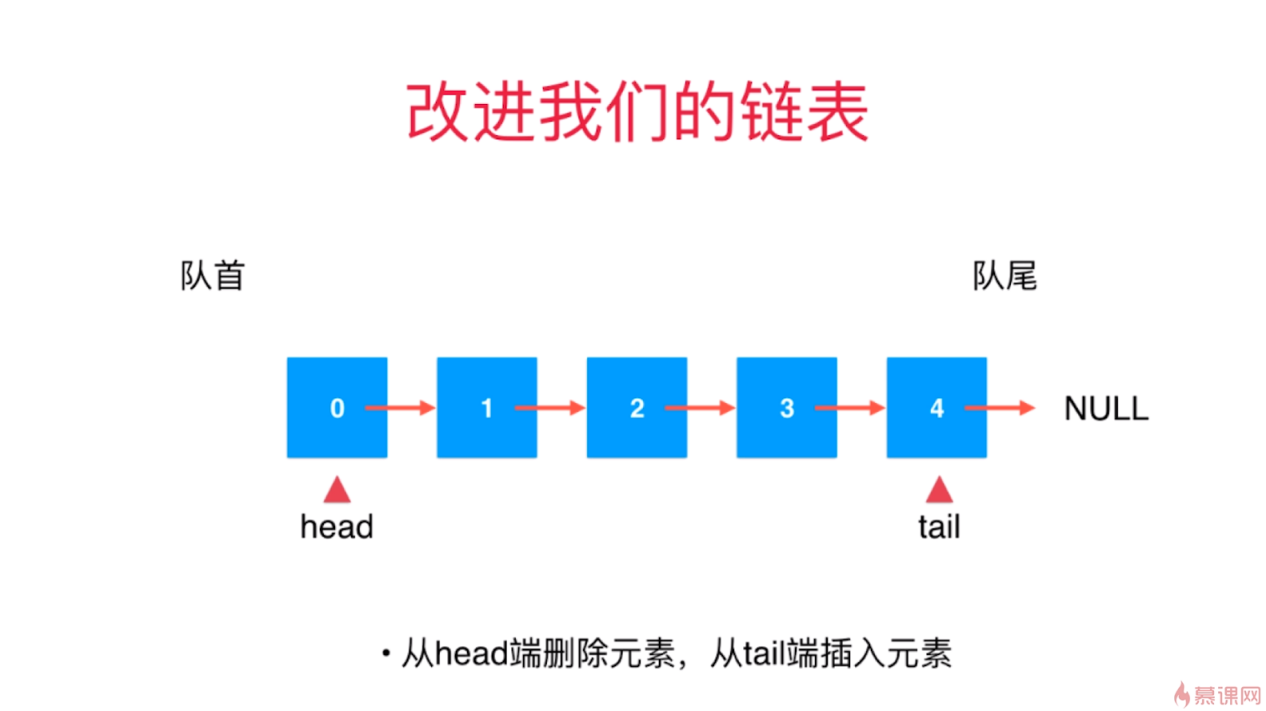 改进我们的链表
队首 队尾
0 1 2 3 4 NULL
head tail
• 从head端删除元素，从tail端插入元素
慕课网